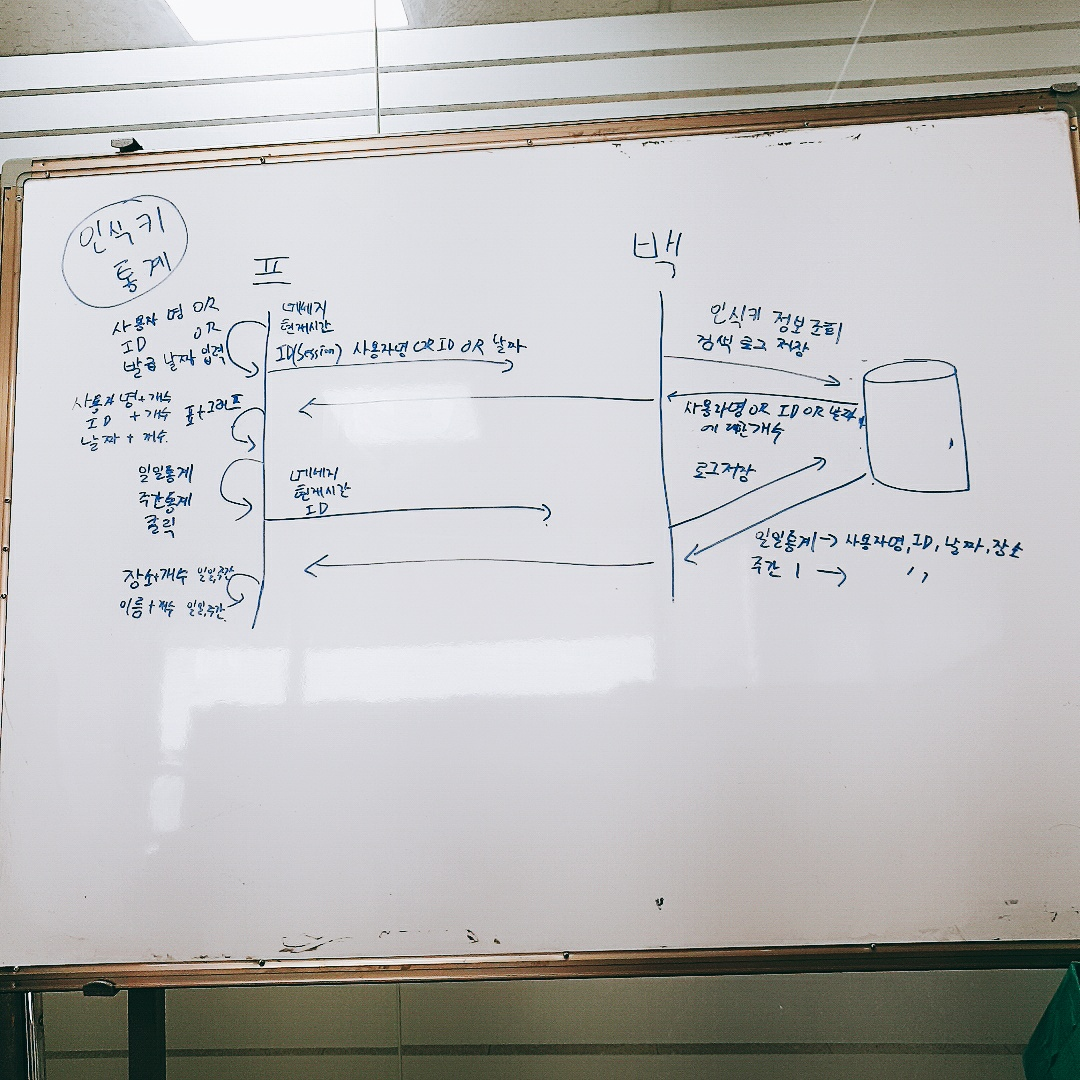 인식키
통계
프
백
사용자 명 OR
ID OR
발급 날짜 입력
메세지
현재시간
ID(Session) 사용자명 OR ID OR 날짜
인식키 정보 조회
검색 로그 저장
사용자명 OR ID OR 날짜
에 대한 개수
사용자명+개수
ID +개수
날짜 + 개수
표+그래프
일일통계
주간통계
클릭
메세지
현재시간
ID
로그저장
일일통계 → 사용자명, ID, 날짜, 장소
주간 〡 → 〃
장소+개수 일일,주간
이름+개수 일일,주간